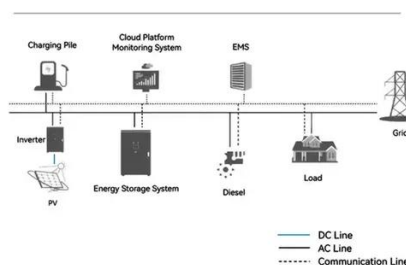 Charging Pile
Cloud Platform
Monitoring System
EMS
Grid
Inverter
PV
Energy Storage System
Diesel
Load
DC Line
AC Line
Communication Line